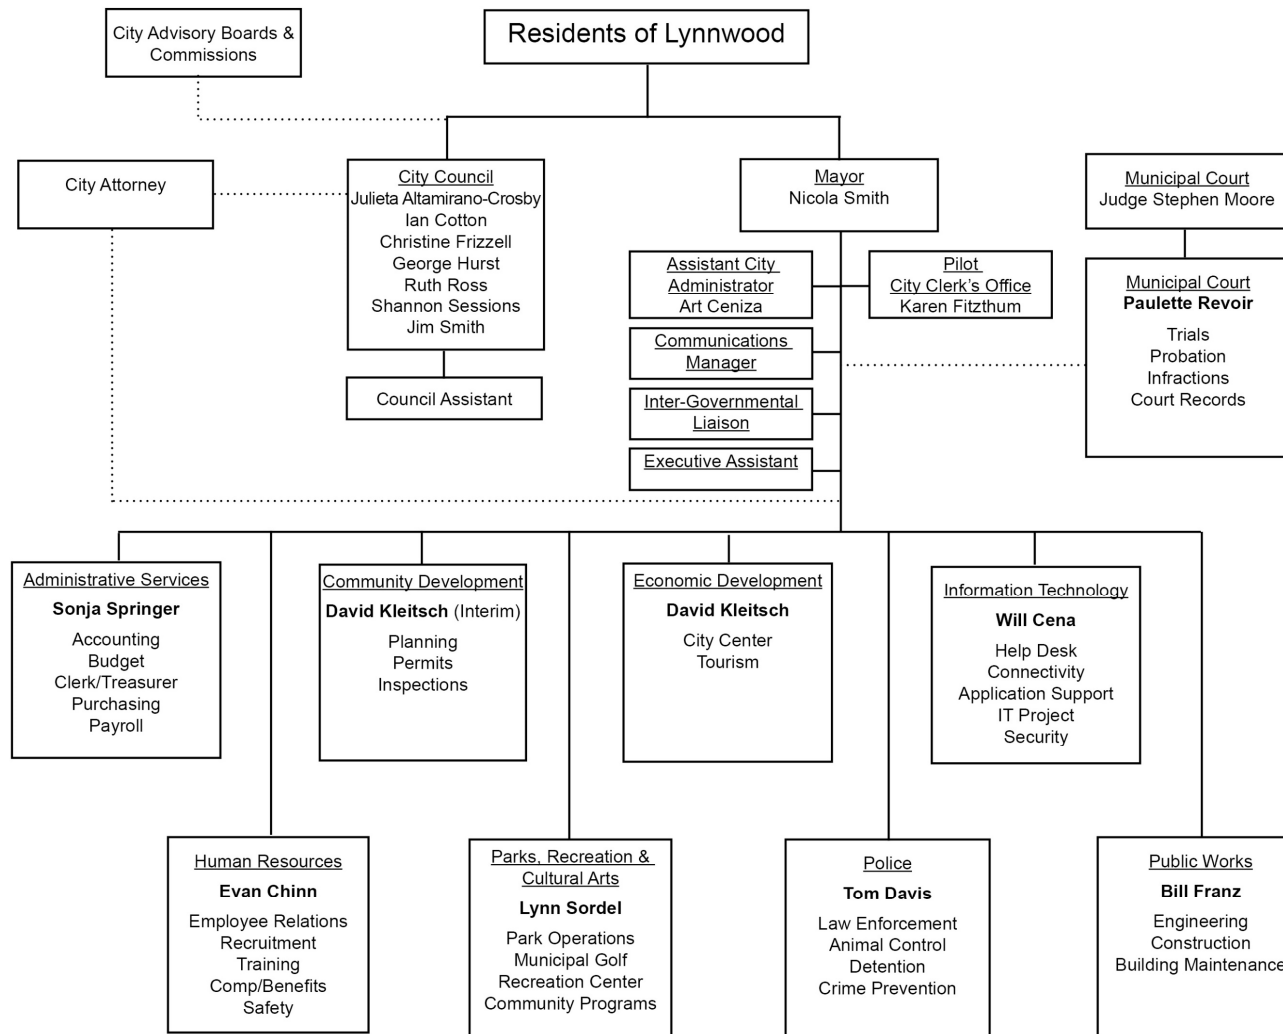 City Advisory Boards &
Commissions
Residents of Lynnwood
City Attorney
City Council
Julieta Altamirano-Crosby
Ian Cotton
Christine Frizzell
George Hurst
Ruth Ross
Shannon Sessions
Jim Smith
Council Assistant
Mayor
Nicola Smith
Municipal Court
Judge Stephen Moore
Assistant City
Administrator
Art Ceniza
Pilot
City Clerk's Office
Karen Fitzthum
Communications
Manager
Inter-Governmental
Liaison
Executive Assistant
Municipal Court
Paulette Revoir
Trials
Probation
Infractions
Court Records
Administrative Services
Sonja Springer
Accounting
Budget
Clerk/Treasurer
Purchasing
Payroll
Community Development
David Kleitsch (Interim)
Planning
Permits
Inspections
Economic Development
David Kleitsch
City Center
Tourism
Information Technology
Will Cena
Help Desk
Connectivity
Application Support
IT Project
Security
Human Resources
Evan Chinn
Employee Relations
Recruitment
Training
Comp/Benefits
Safety
Parks, Recreation &
Cultural Arts
Lynn Sordel
Park Operations
Municipal Golf
Recreation Center
Community Programs
Police
Tom Davis
Law Enforcement
Animal Control
Detention
Crime Prevention
Public Works
Bill Franz
Engineering
Construction
Building Maintenance